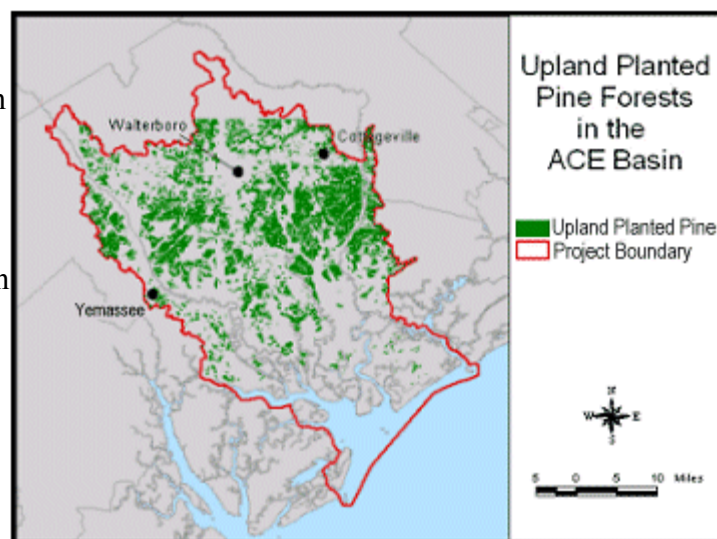 Upland Planted
Pine Forests
in the
ACE Basin
Walterboro
Cottageville
Yemassee
Upland Planted Pine
Project Boundary
N
W E
S
5 0 5 10 Miles
n
n